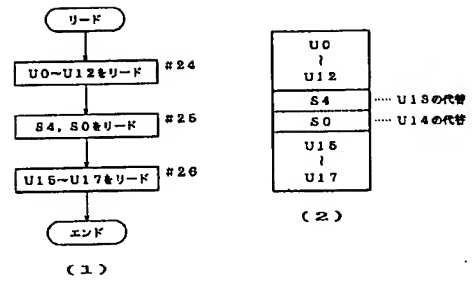 リード
U0〜U12をリード #24
S4，S0をリード #25
U15〜U17をリード #26
エンド
(1)
U0
〜
U12
S4 ····· U13の代替
S0 ····· U14の代替
U15
〜
U17
(2)